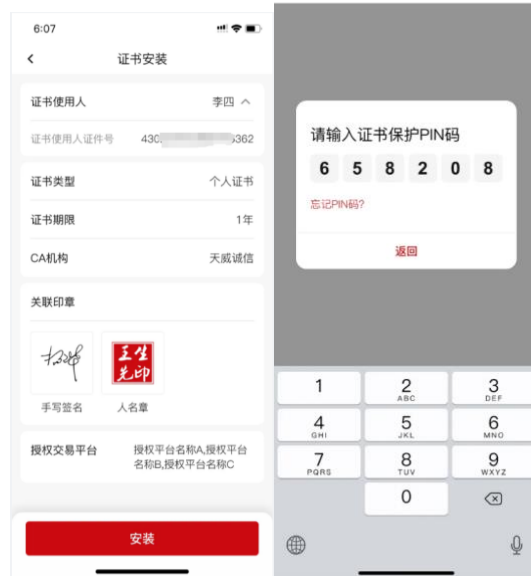 6:07
证书安装
证书使用人 李四
证书使用人证件号 430 5362
证书类型 个人证书
证书期限 1年
CA机构 天威诚信
关联印章
手写签名 人名章
授权交易平台 授权平台名称A,授权平台
名称B,授权平台名称C
安装
请输入证书保护PIN码
6 5 8 2 0 8
忘记PIN码?
返回
1 2 3
ABC DEF
4 5 6
GHI JKL MNO
7 8 9
PQRS TUV WXYZ
0